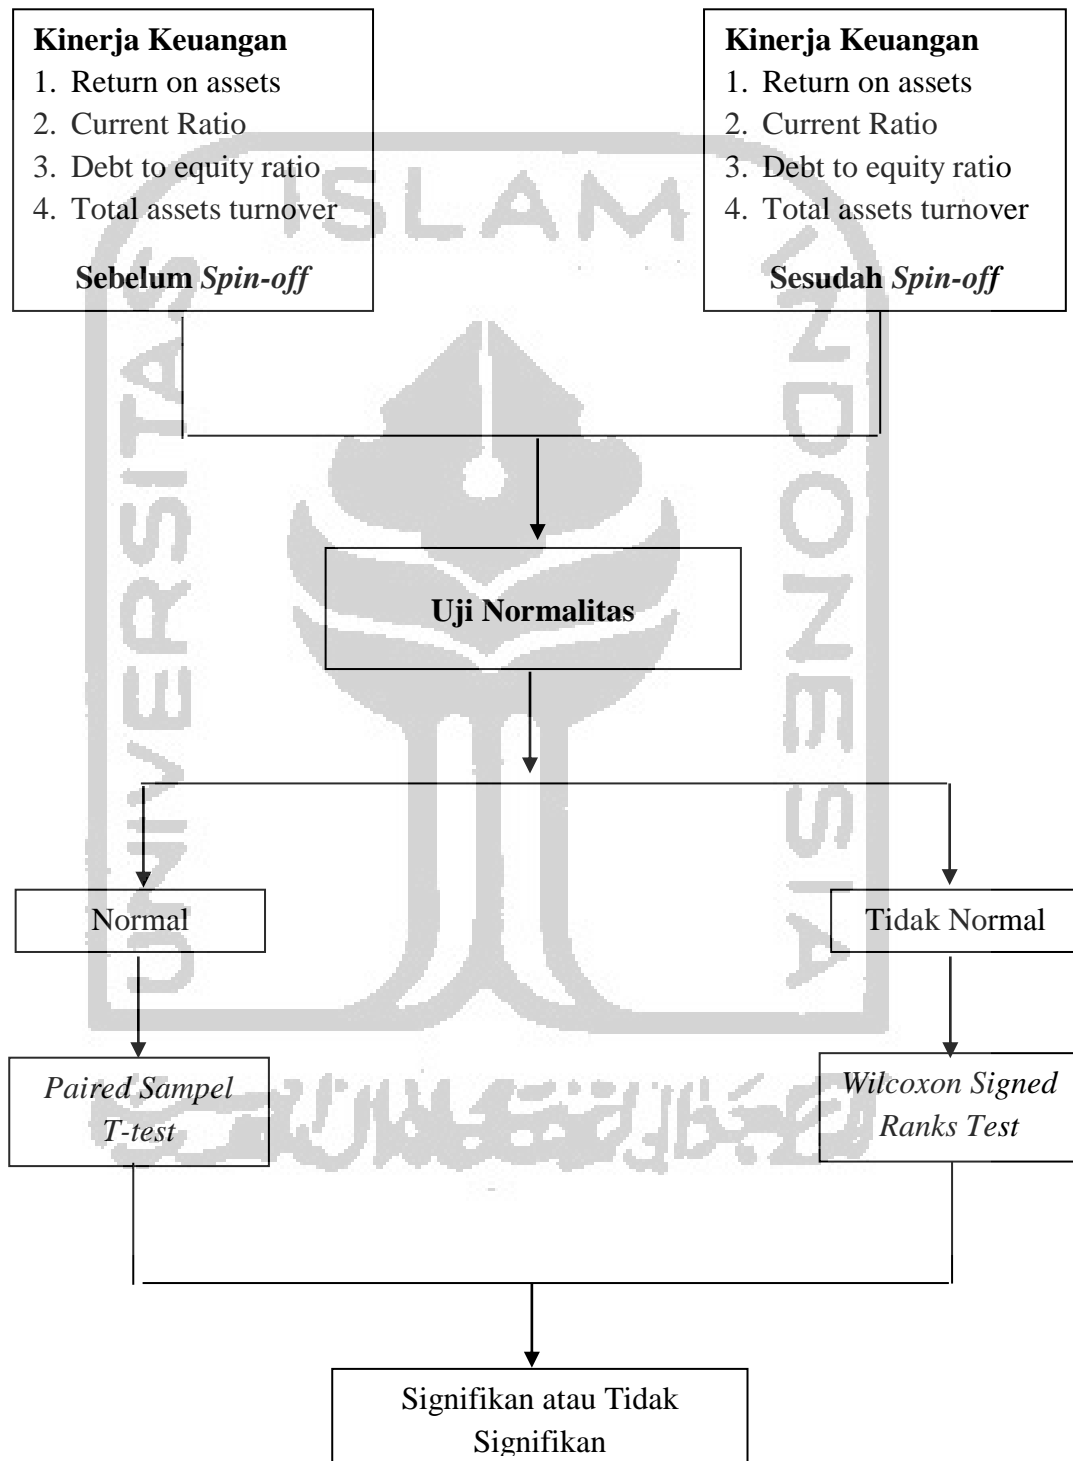 Kinerja Keuangan
1. Return on assets
2. Current Ratio
3. Debt to equity ratio
4. Total assets turnover
Sebelum Spin-off
Kinerja Keuangan
1. Return on assets
2. Current Ratio
3. Debt to equity ratio
4. Total assets turnover
Sesudah Spin-off
UNIVERSITAS
ISLAM
INDONESIA
Uji Normalitas
Normal
Tidak Normal
Paired Sampel
T-test
Wilcoxon Signed
Ranks Test
Signifikan atau Tidak
Signifikan